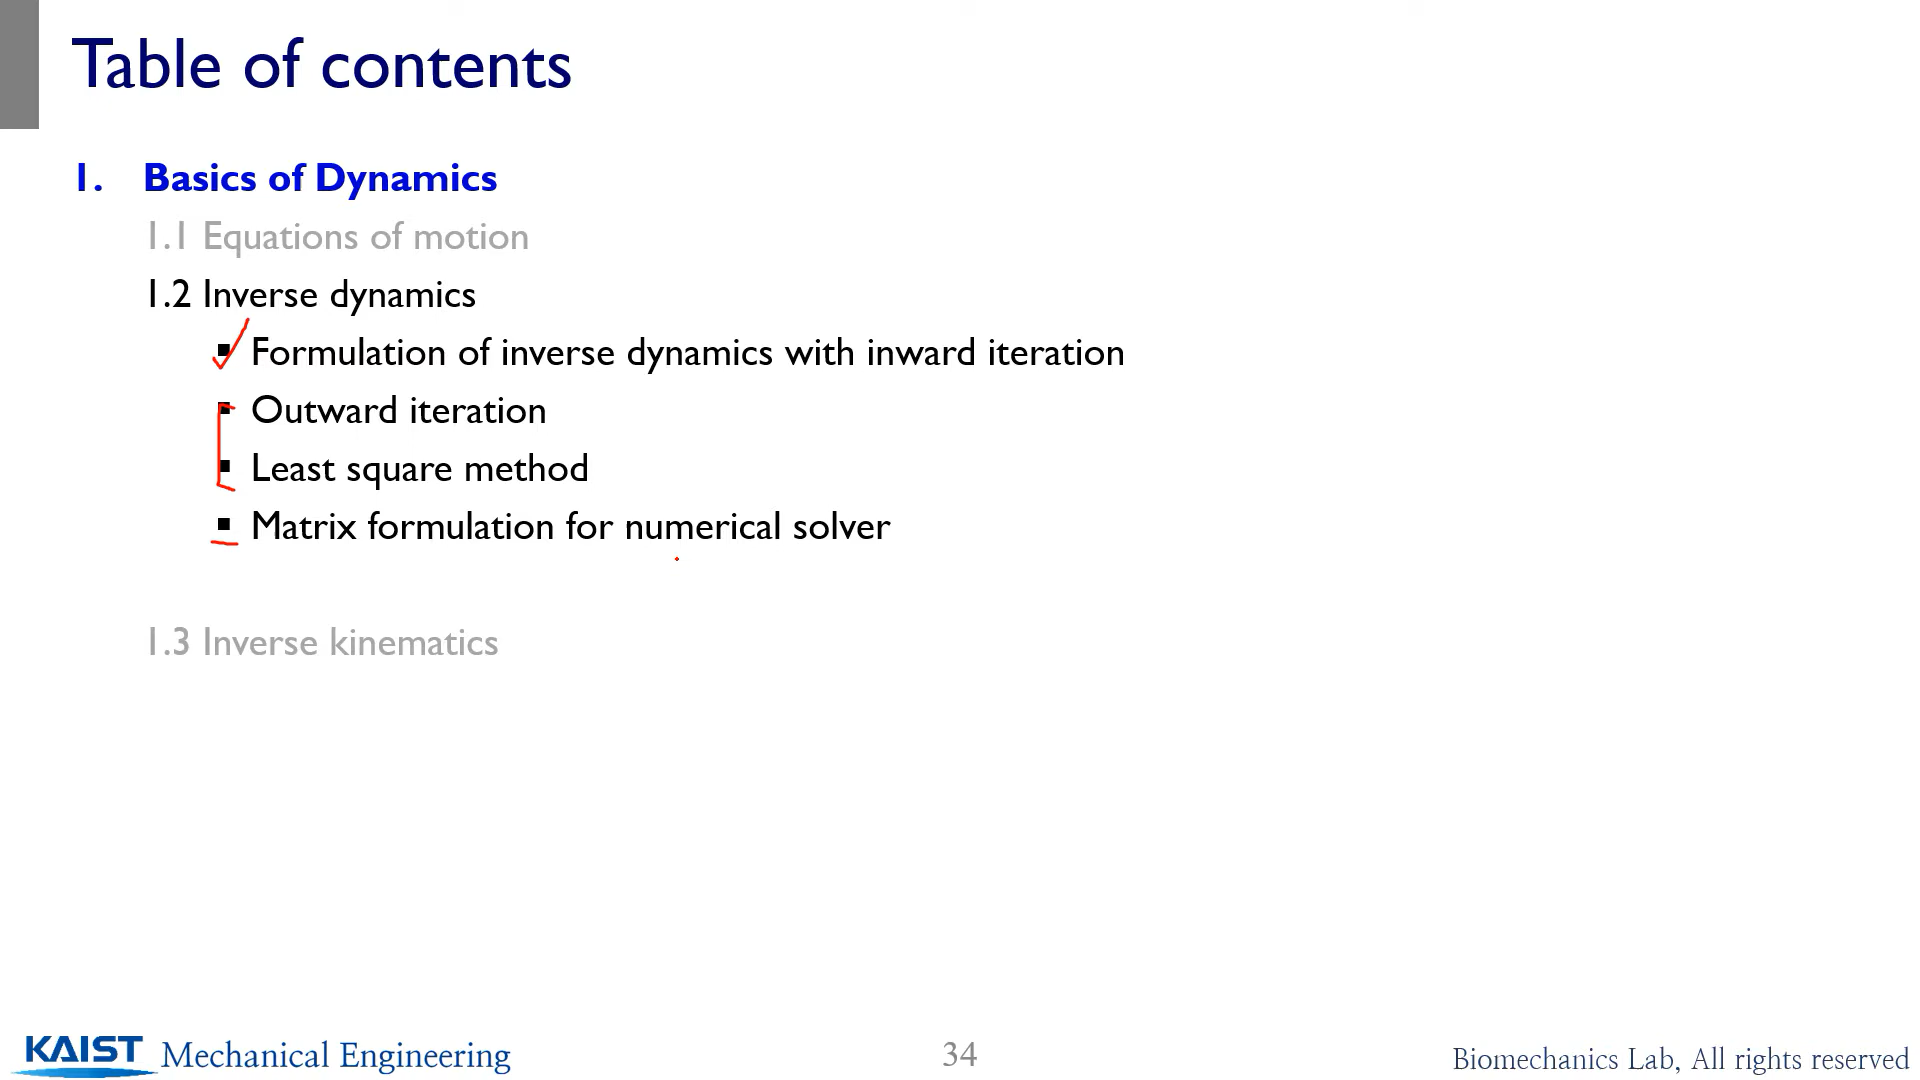 Table of contents
1. Basics of Dynamics
1.1 Equations of motion
1.2 Inverse dynamics
▪ Formulation of inverse dynamics with inward iteration
▪ Outward iteration
▪ Least square method
▪ Matrix formulation for numerical solver
1.3 Inverse kinematics
KAIST Mechanical Engineering
34
Biomechanics Lab, All rights reserved